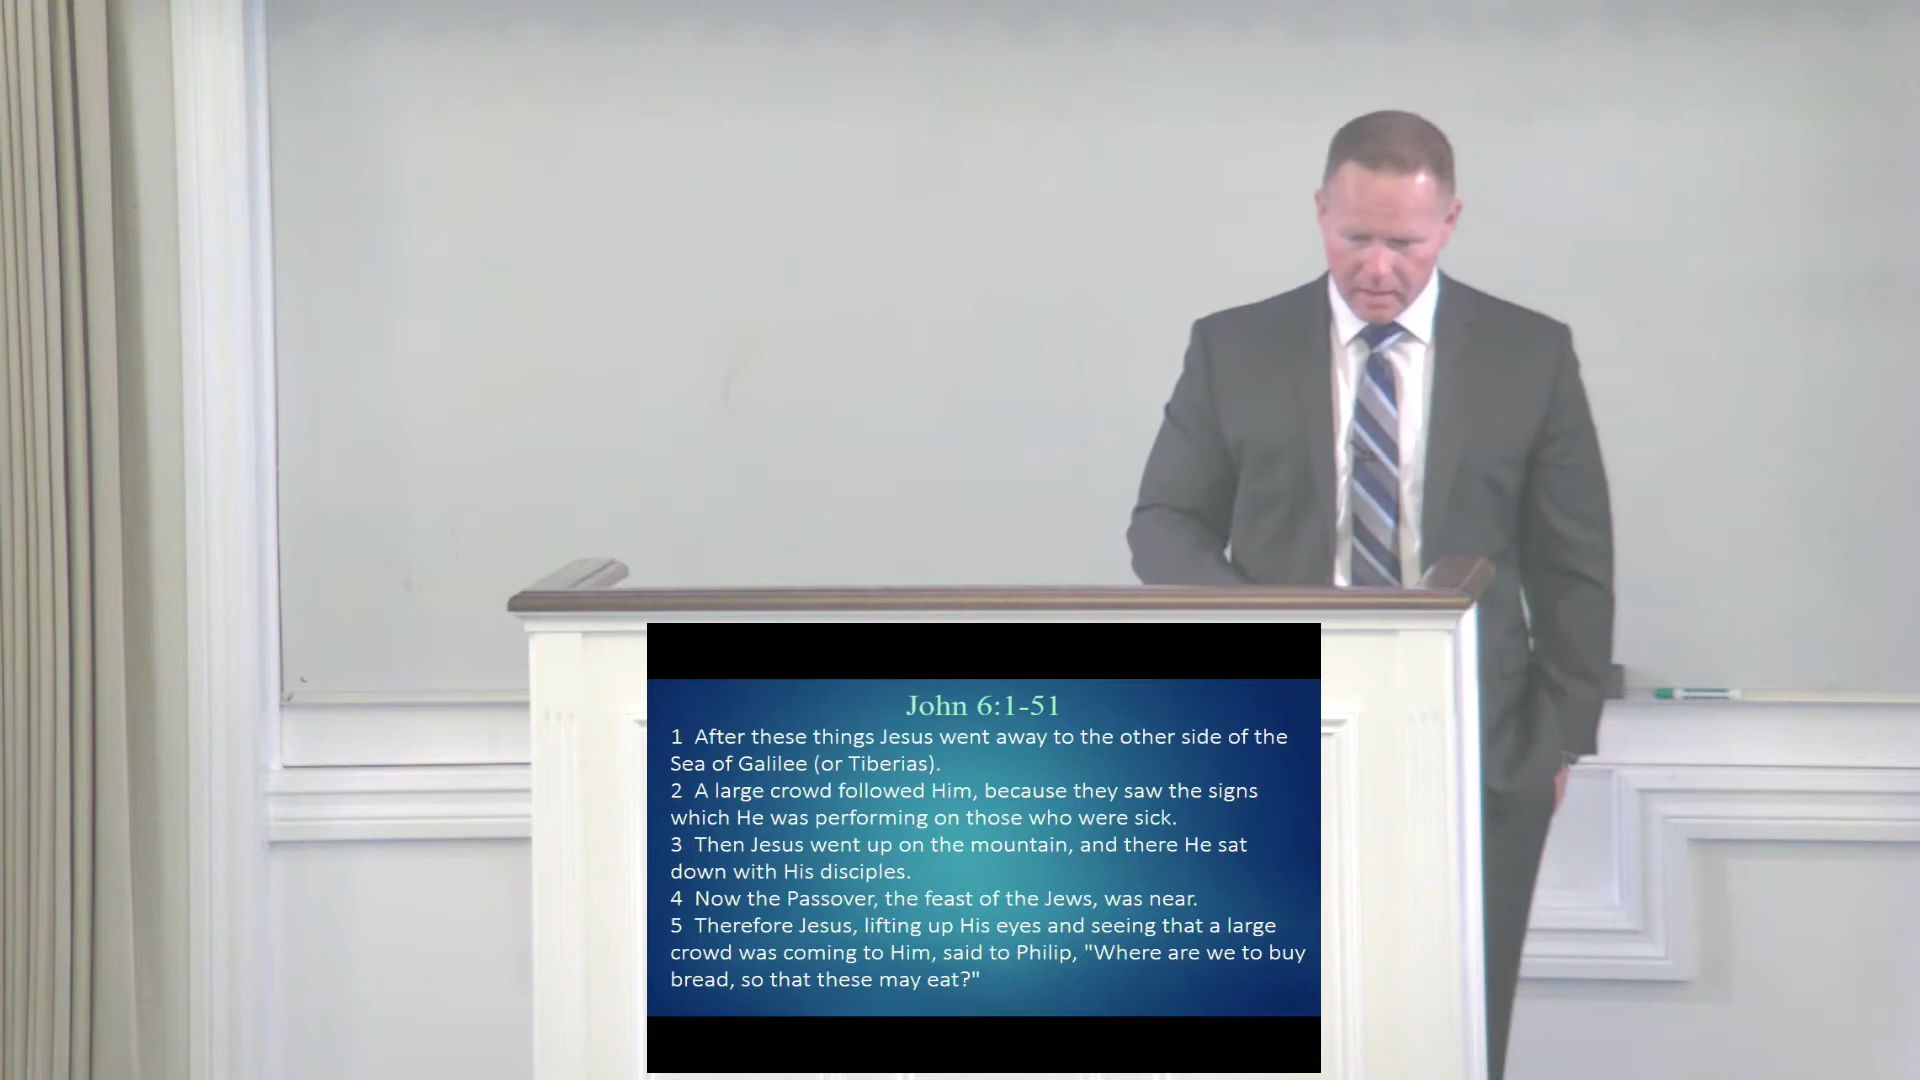 John 6:1-51
1 After these things Jesus went away to the other side of the
Sea of Galilee (or Tiberias).
2 A large crowd followed Him, because they saw the signs
which He was performing on those who were sick.
3 Then Jesus went up on the mountain, and there He sat
down with His disciples.
4 Now the Passover, the feast of the Jews, was near.
5 Therefore Jesus, lifting up His eyes and seeing that a large
crowd was coming to Him, said to Philip, "Where are we to buy
bread, so that these may eat?"